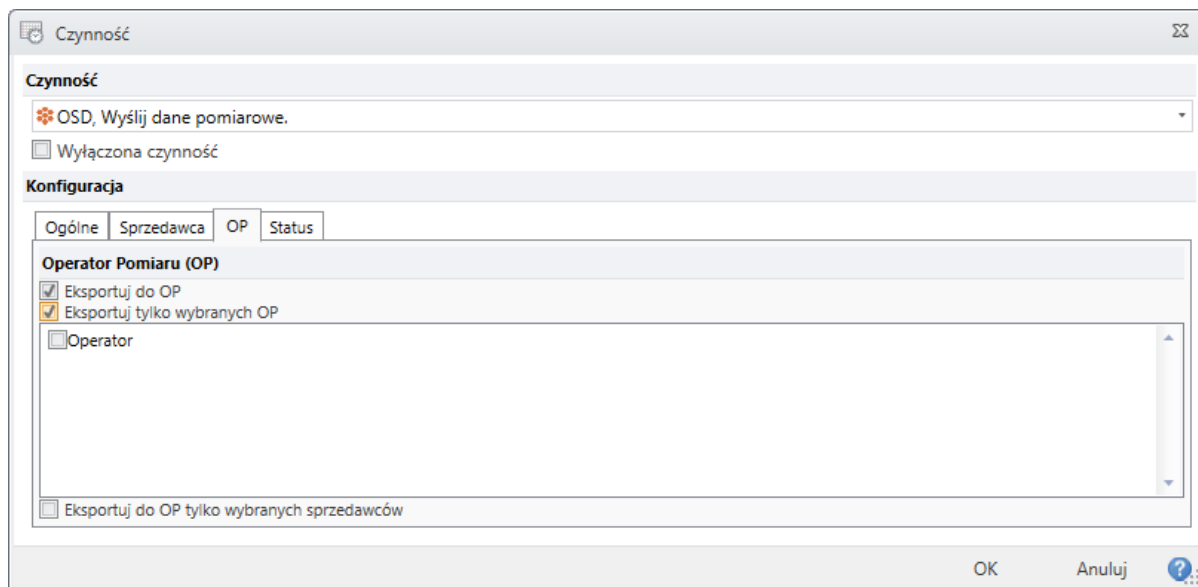 Czynność
Czynność
OSD, Wyślij dane pomiarowe.
Wyłączona czynność
Konfiguracja
Ogólne Sprzedawca OP Status
Operator Pomiaru (OP)
Eksportuj do OP
Eksportuj tylko wybranych OP
Operator
Eksportuj do OP tylko wybranych sprzedawców
OK Anuluj ?